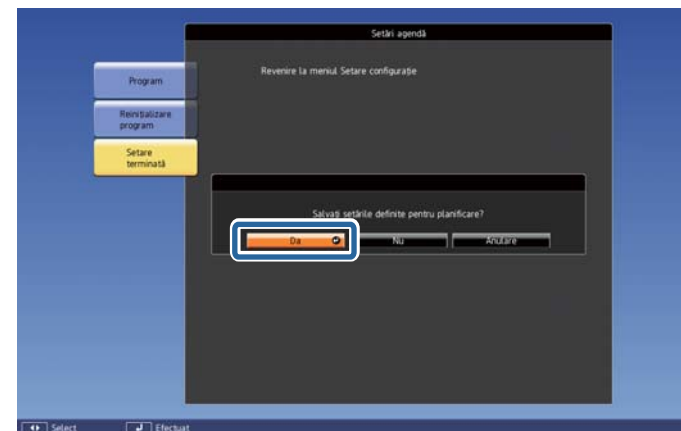 Setări agendă
Revenire la meniul Setare configurație
Program
Reinițializare
program
Setare
terminată
Salvați setările definite pentru planificare?
Da
Nu
Anulare
Select
Efectuat